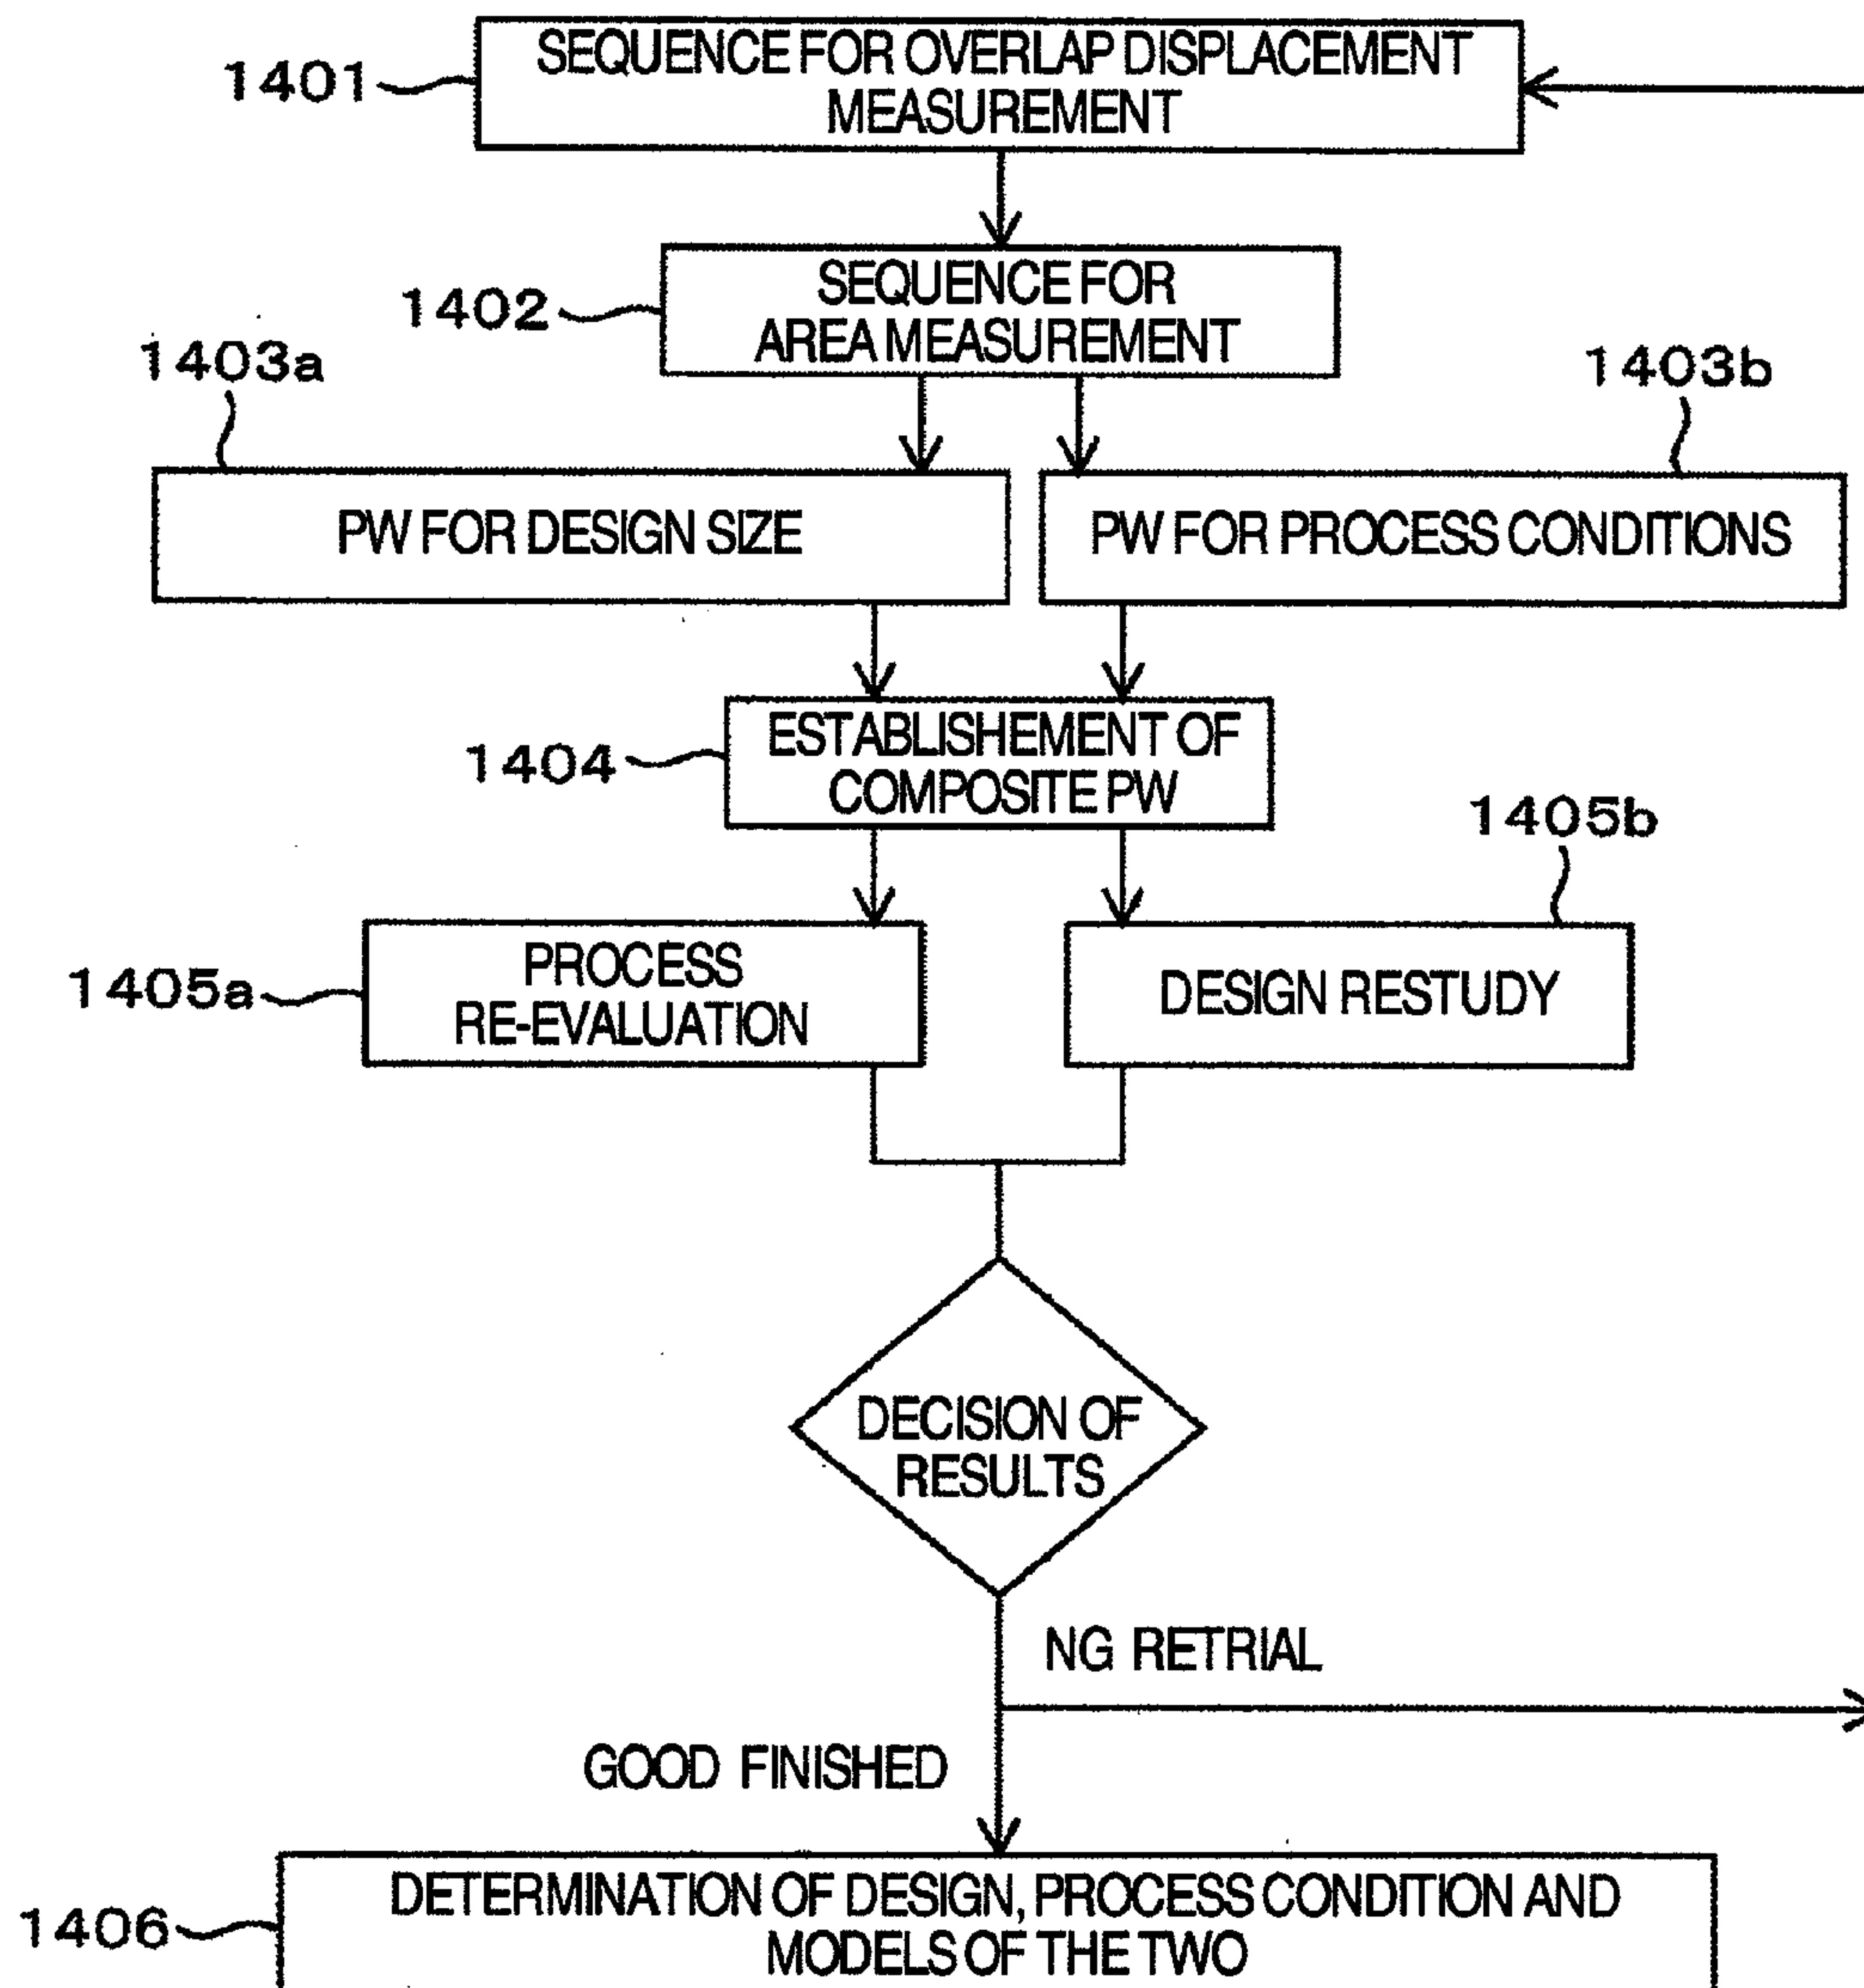 1401
SEQUENCE FOR OVERLAP DISPLACEMENT
MEASUREMENT
1402
SEQUENCE FOR
AREA MEASUREMENT
1403a
1403b
PW FOR DESIGN SIZE
PW FOR PROCESS CONDITIONS
1404
ESTABLISHEMENT OF
COMPOSITE PW
1405b
1405a
PROCESS
RE-EVALUATION
DESIGN RESTUDY
DECISION OF
RESULTS
NG RETRIAL
GOOD FINISHED
1406
DETERMINATION OF DESIGN, PROCESS CONDITION AND
MODELS OF THE TWO